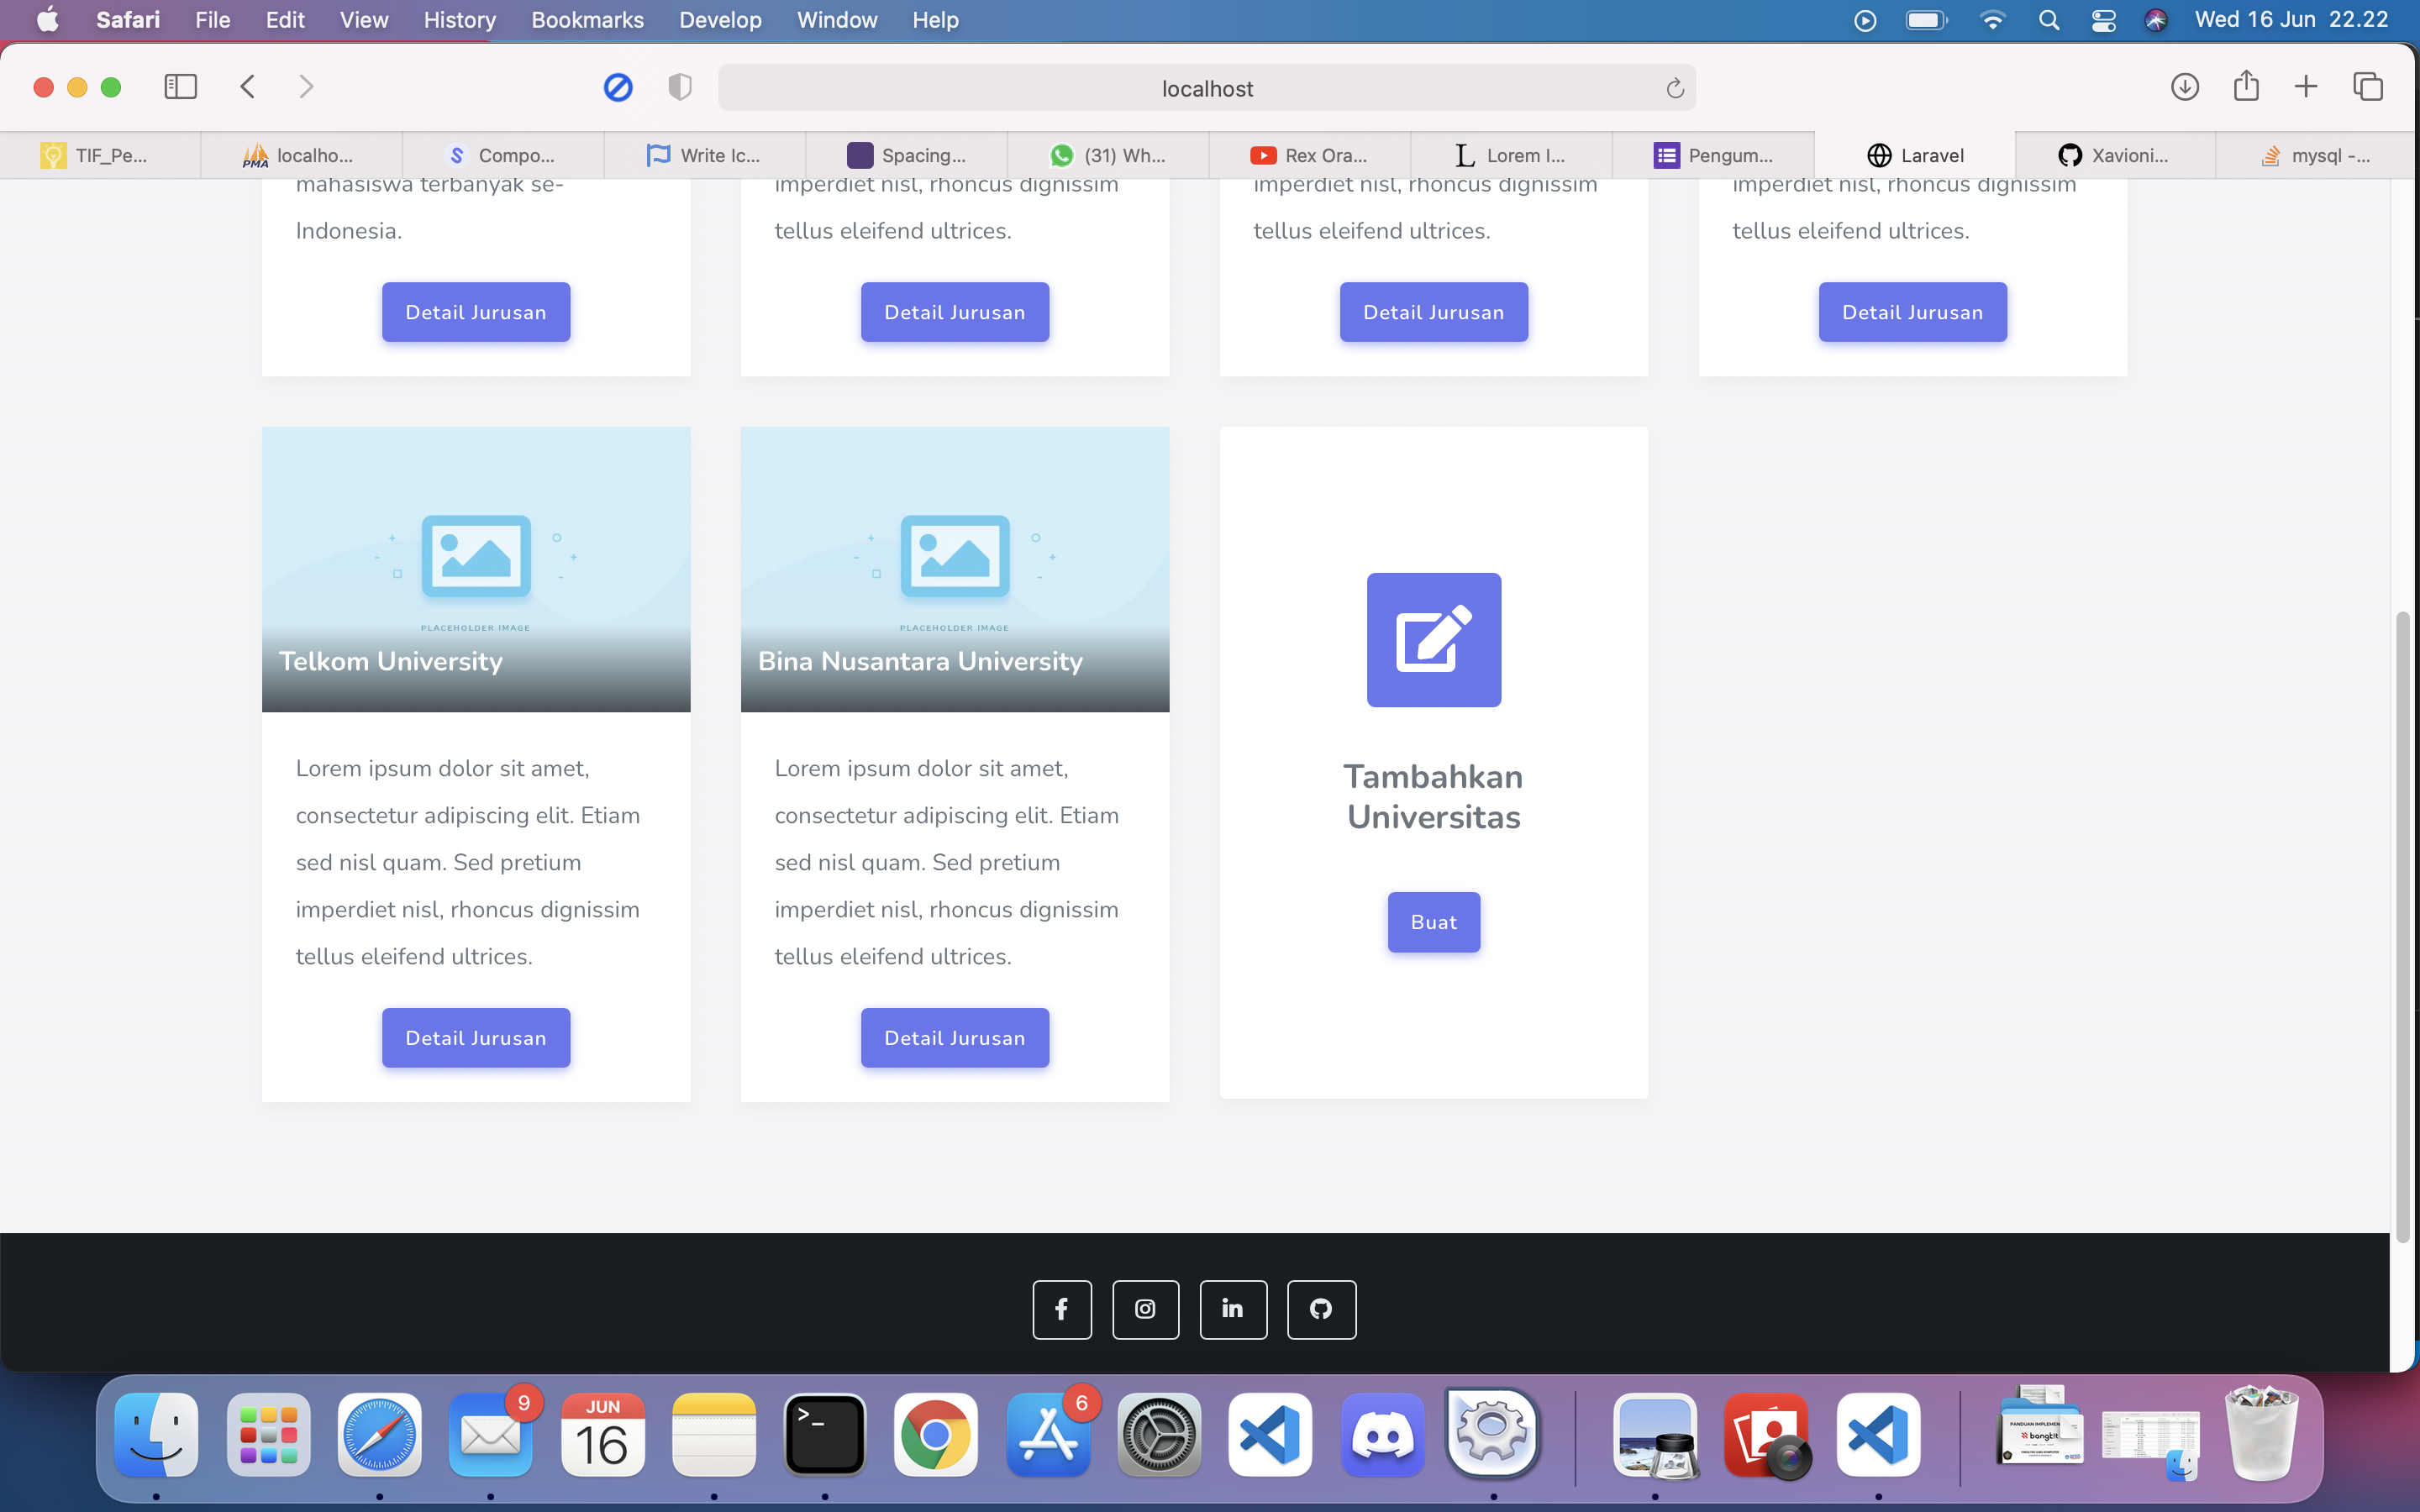 Safari File Edit View History Bookmarks Develop Window Help Wed 16 Jun 22.22
localhost
TIF_Pe... localho... Compo... Write Ic... Spacing... (31) Wh... Rex Ora... Lorem I... Pengum... Laravel Xavioni... mysql -...
mahasiswa terbanyak se-
Indonesia.
Detail Jurusan
imperdiet nisl, rhoncus dignissim
tellus eleifend ultrices.
Detail Jurusan
imperdiet nisl, rhoncus dignissim
tellus eleifend ultrices.
Detail Jurusan
imperdiet nisl, rhoncus dignissim
tellus eleifend ultrices.
Detail Jurusan
PLACEHOLDER IMAGE
Telkom University
Lorem ipsum dolor sit amet,
consectetur adipiscing elit. Etiam
sed nisl quam. Sed pretium
imperdiet nisl, rhoncus dignissim
tellus eleifend ultrices.
Detail Jurusan
PLACEHOLDER IMAGE
Bina Nusantara University
Lorem ipsum dolor sit amet,
consectetur adipiscing elit. Etiam
sed nisl quam. Sed pretium
imperdiet nisl, rhoncus dignissim
tellus eleifend ultrices.
Detail Jurusan
Tambahkan
Universitas
Buat
9
JUN
16
6
PANDUAN IMPLEMEN
bangkit